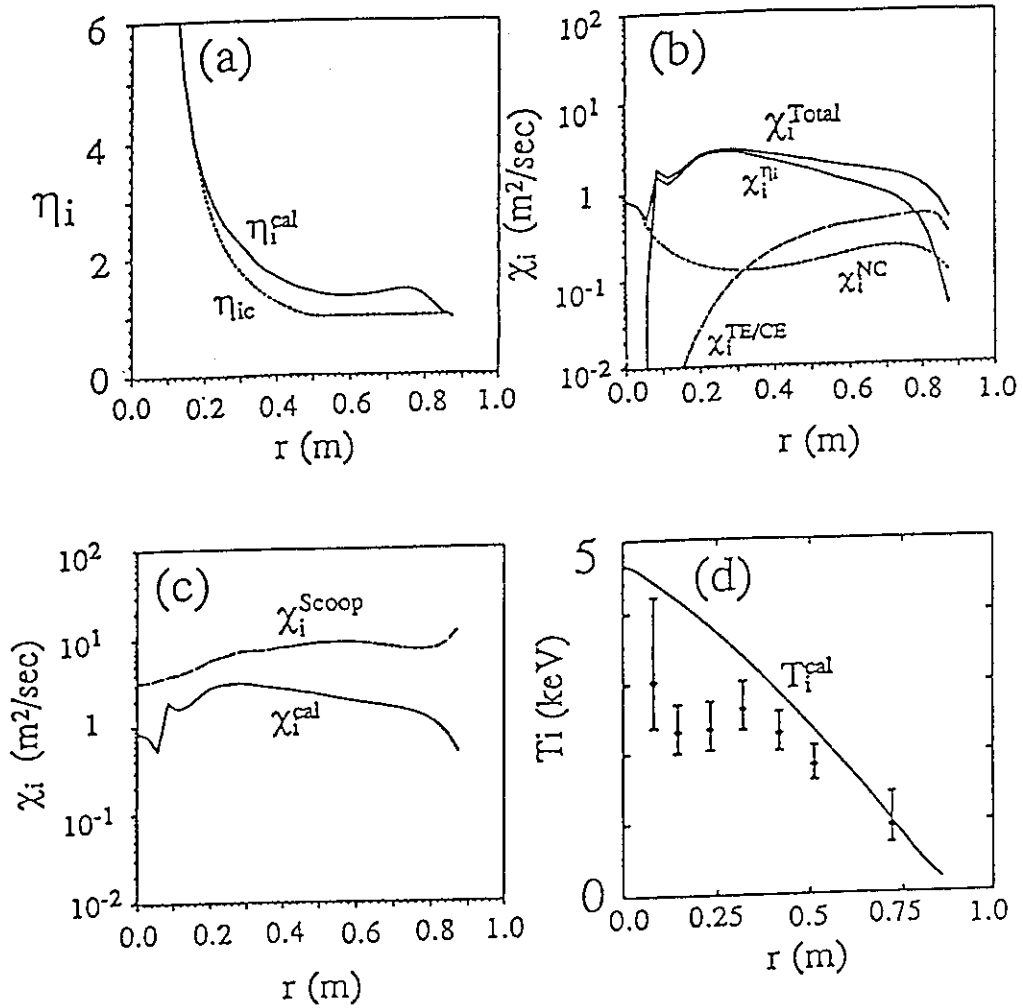 (a)
6
4
2
0
η_i
η_i^cal
η_ic
0.0 0.2 0.4 0.6 0.8 1.0
r (m)
(b)
10^2
10^1
1
10^-1
10^-2
χ_i (m^2/sec)
χ_i^Total
χ_i^ηi
χ_i^NC
χ_i^TE/CE
0.0 0.2 0.4 0.6 0.8 1.0
r (m)
(c)
10^2
10^1
1
10^-1
10^-2
χ_i (m^2/sec)
χ_i^Scoop
χ_i^cal
0.0 0.2 0.4 0.6 0.8 1.0
r (m)
(d)
5
0
Ti (keV)
T_i^cal
0.0 0.25 0.5 0.75 1.0
r (m)